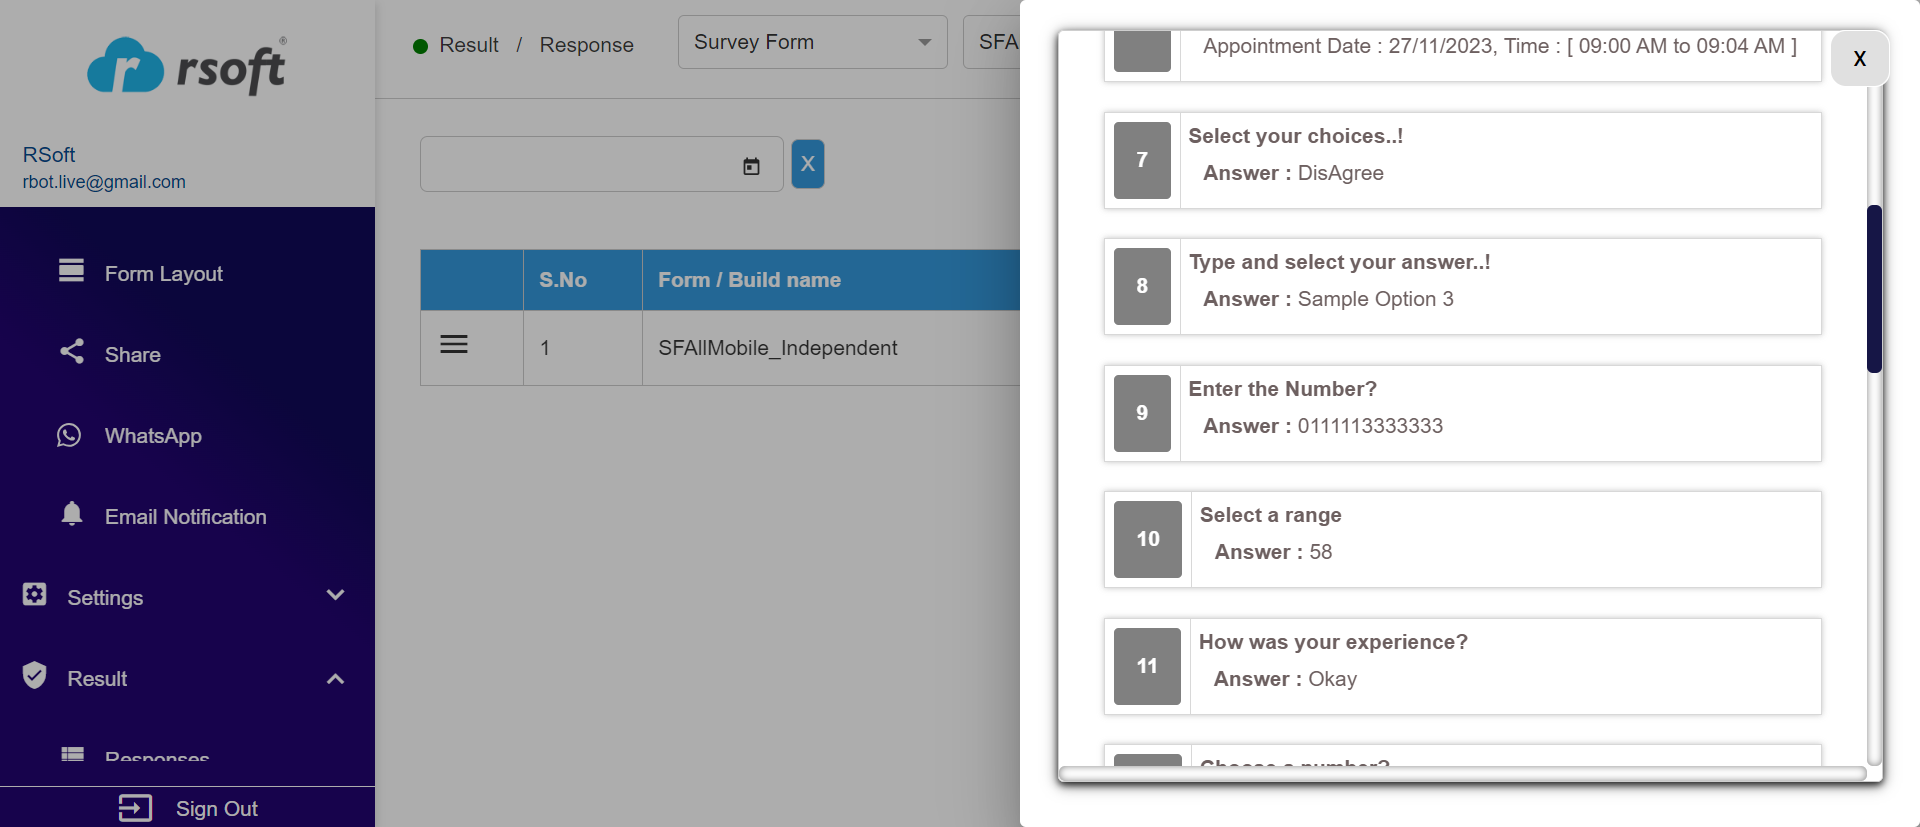 rsoft®
RSoft
rbot.live@gmail.com
Form Layout
Share
WhatsApp
Email Notification
Settings
Result
Responses
Sign Out
Result / Response
Survey Form
SFA
X
S.No
Form / Build name
1
SFAllMobile_Independent
X
Appointment Date : 27/11/2023, Time : [ 09:00 AM to 09:04 AM ]
7
Select your choices..!
Answer : DisAgree
8
Type and select your answer..!
Answer : Sample Option 3
9
Enter the Number?
Answer : 0111113333333
10
Select a range
Answer : 58
11
How was your experience?
Answer : Okay
Choose a number?